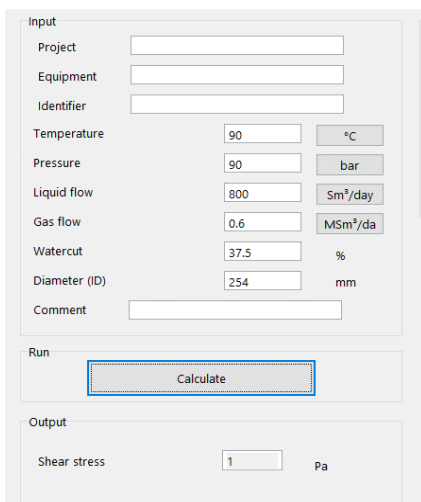 Input
Project
Equipment
Identifier
Temperature 90 °C
Pressure 90 bar
Liquid flow 800 Sm³/day
Gas flow 0.6 MSm³/da
Watercut 37.5 %
Diameter (ID) 254 mm
Comment
Run
Calculate
Output
Shear stress 1 Pa